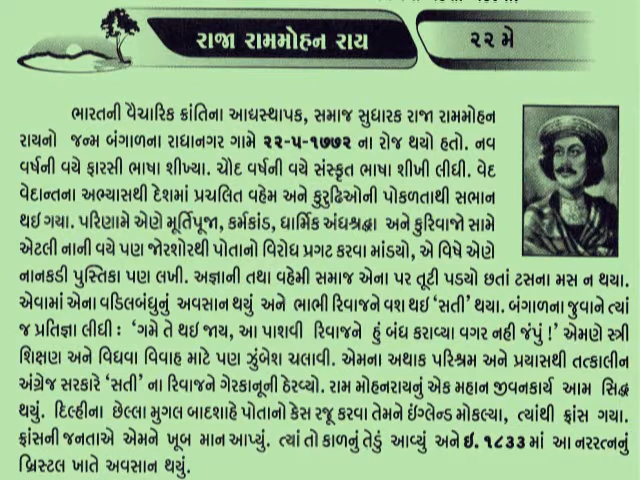 રાજા રામમોહન રાય
૨૨ મે
ભારતની વૈચારિક ક્રાંતિના આદ્યસ્થાપક, સમાજ સુધારક રાજા રામમોહન
રાયનો જન્મ બંગાળના રાધાનગર ગામે ૨૨-૫-૧૭૭૨ ના રોજ થયો હતો. નવ
વર્ષની વયે ફારસી ભાષા શીખ્યા. ચૌદ વર્ષની વયે સંસ્કૃત ભાષા શીખી લીધી. વેદ
વેદાન્તના અભ્યાસથી દેશમાં પ્રચલિત વહેમ અને કુરુઢિઓની પોકળતાથી સભાન
થઇ ગયા. પરિણામે એણે મૂર્તિપૂજા, કર્મકાંડ, ધાર્મિક અંધશ્રદ્ધા અને કુરિવાજો સામે
એટલી નાની વયે પણ જોરશોરથી પોતાનો વિરોધ પ્રગટ કરવા માંડયો, એ વિષે એણે
નાનકડી પુસ્તિકા પણ લખી. અજ્ઞાની તથા વહેમી સમાજ એના પર તૂટી પડયો છતાં ટસના મસ ન થયા.
એવામાં એના વડિલબંધુનું અવસાન થયું અને ભાભી રિવાજને વશ થઇ ‘સતી’ થયા. બંગાળના જુવાને ત્યાં
જ પ્રતિજ્ઞા લીધી : ‘ગમે તે થઇ જાય, આ પાશવી રિવાજને હું બંધ કરાવ્યા વગર નહી જંપું !’ એમણે સ્ત્રી
શિક્ષણ અને વિધવા વિવાહ માટે પણ ઝુંબેશ ચલાવી. એમના અથાક પરિશ્રમ અને પ્રયાસથી તત્કાલીન
અંગ્રેજ સરકારે ‘સતી’ ના રિવાજને ગેરકાનૂની ઠેરવ્યો. રામ મોહનરાયનું એક મહાન જીવનકાર્ય આમ સિદ્ધ
થયું. દિલ્હીના છેલ્લા મુગલ બાદશાહે પોતાનો કેસ રજૂ કરવા તેમને ઈંગ્લેન્ડ મોકલ્યા, ત્યાંથી ફ્રાંસ ગયા.
ફ્રાંસની જનતાએ એમને ખૂબ માન આપ્યું. ત્યાં તો કાળનું તેડું આવ્યું અને ઇ. ૧૮૩૩ માં આ નરરત્નનું
બ્રિસ્ટલ ખાતે અવસાન થયું.